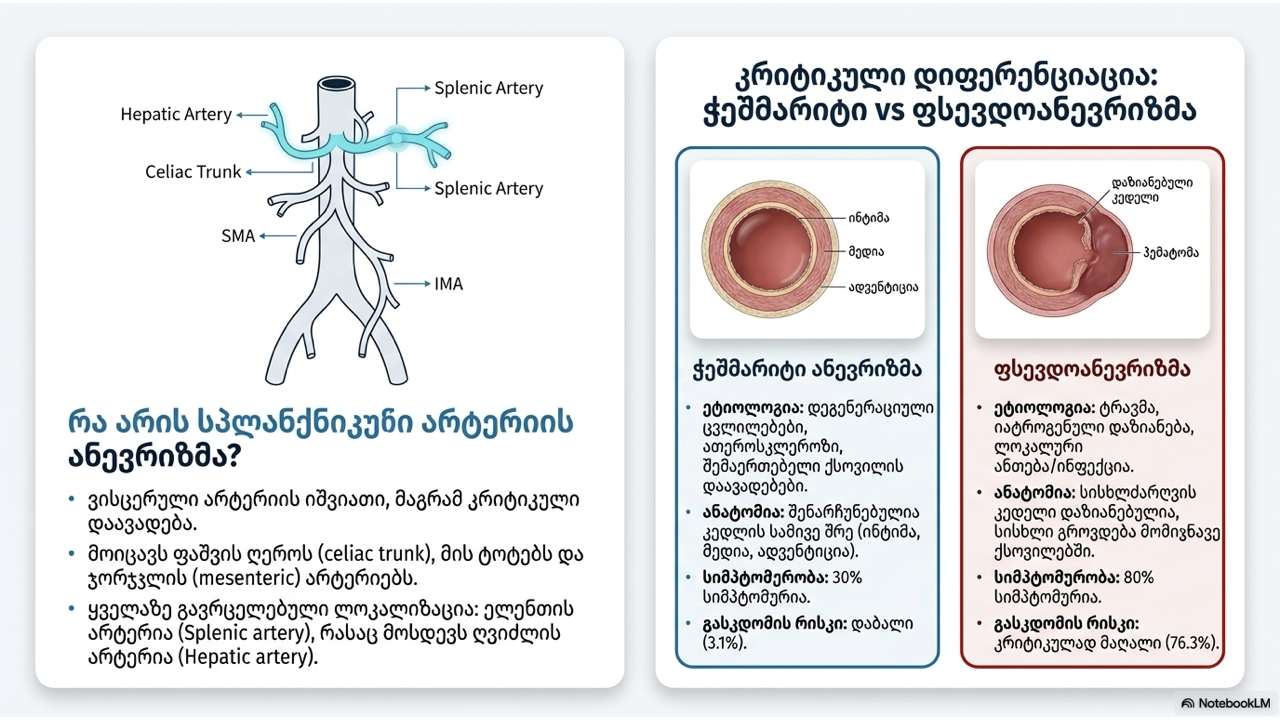 Splenic Artery
Hepatic Artery
Celiac Trunk
Splenic Artery
SMA
IMA
რა არის სპლანქნიკუნი არტერიის
ანევრიზმა?
• ვისცერული არტერიის იშვიათი, მაგრამ კრიტიკული
დაავადება.
• მოიცავს ფაშვის ღეროს (celiac trunk), მის ტოტებს და
ჯორჯლის (mesenteric) არტერიებს.
• ყველაზე გავრცელებული ლოკალიზაცია: ელენთის
არტერია (Splenic artery), რასაც მოსდევს ღვიძლის
არტერია (Hepatic artery).
კრიტიკული დიფერენციაცია:
ჭეშმარიტი vs ფსევდოანევრიზმა
ინტიმა
მედია
ადვენტიცია
ჭეშმარიტი ანევრიზმა
• ეტიოლოგია: დეგენერაციული
ცვლილებები,
ათეროსკლეროზი,
შემაერთებელი ქსოვილის
დაავადებები.
• ანატომია: შენარჩუნებულია
კედლის სამივე შრე (ინტიმა,
მედია, ადვენტიცია).
• სიმპტომერობა: 30%
სიმპტომურია.
• გასკდომის რისკი: დაბალი
(3.1%).
დაზიანებული
კედელი
ჰემატომა
ფსევდოანევრიზმა
• ეტიოლოგია: ტრავმა,
იატროგენული დაზიანება,
ლოკალური
ანთება/ინფექცია.
• ანატომია: სისხლძარღვის
კედელი დაზიანებულია,
სისხლი გროვდება მომიჯნავე
ქსოვილებში.
• სიმპტომურობა: 80%
სიმპტომურია.
• გასკდომის რისკი:
კრიტიკულად მაღალი (76.3%).
NotebookLM